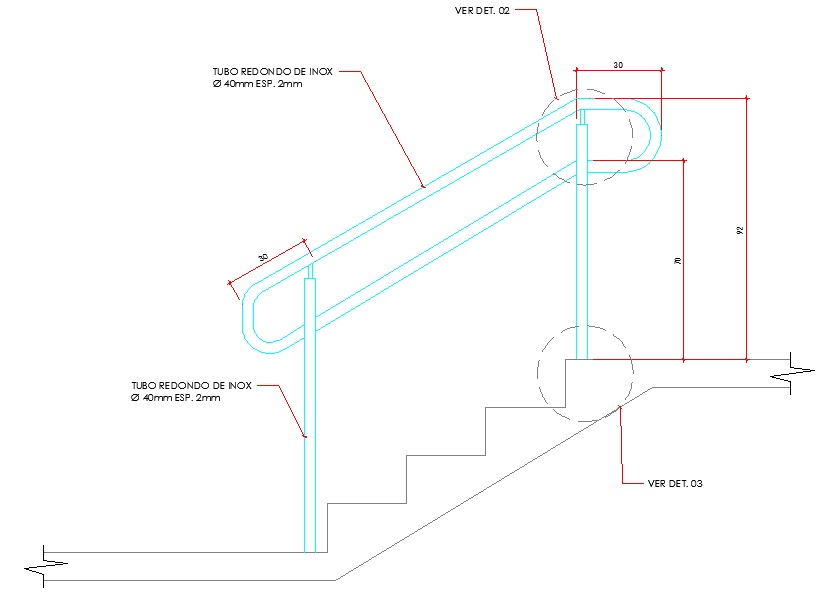 VER DET. 02
30
TUBO REDONDO DE INOX
Ø 40mm ESP. 2mm
92
30
70
TUBO REDONDO DE INOX
Ø 40mm ESP. 2mm
VER DET. 03